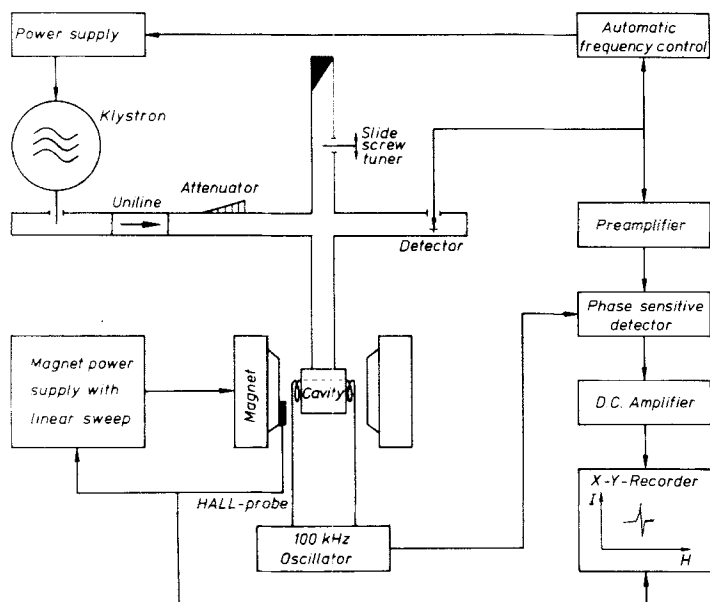 Power supply
Automatic
frequency control
Klystron
Slide
screw
tuner
Attenuator
Uniline
Detector
Preamplifier
Phase sensitive
detector
Magnet power
supply with
linear sweep
Magnet
Cavity
D.C. Amplifier
HALL-probe
X-Y-Recorder
I
H
100 kHz
Oscillator